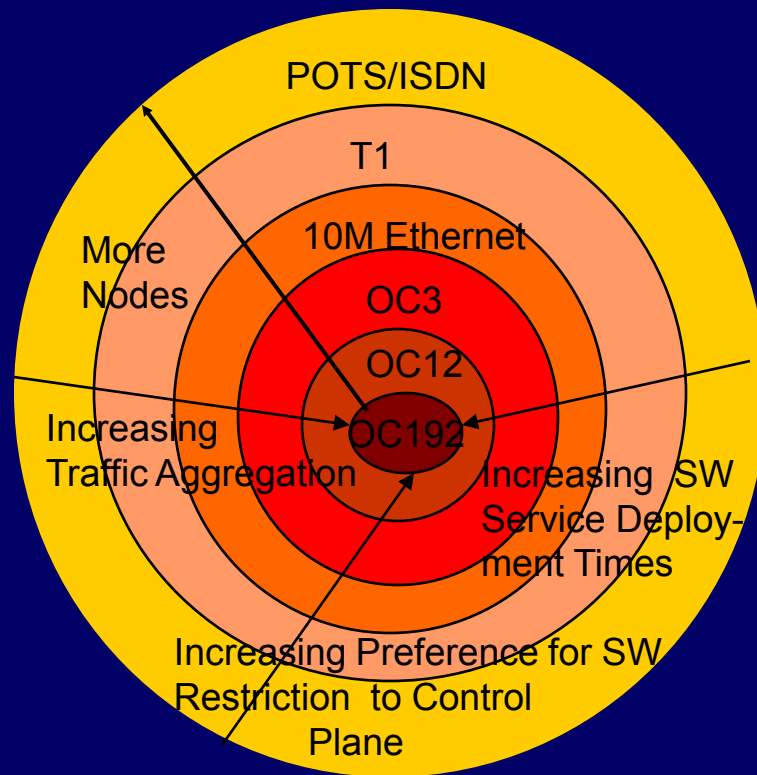 POTS/ISDN
T1
10M Ethernet
More
Nodes
OC3
OC12
OC192
Increasing
Traffic Aggregation
Increasing SW
Service Deploy-
ment Times
Increasing Preference for SW
Restriction to Control
Plane